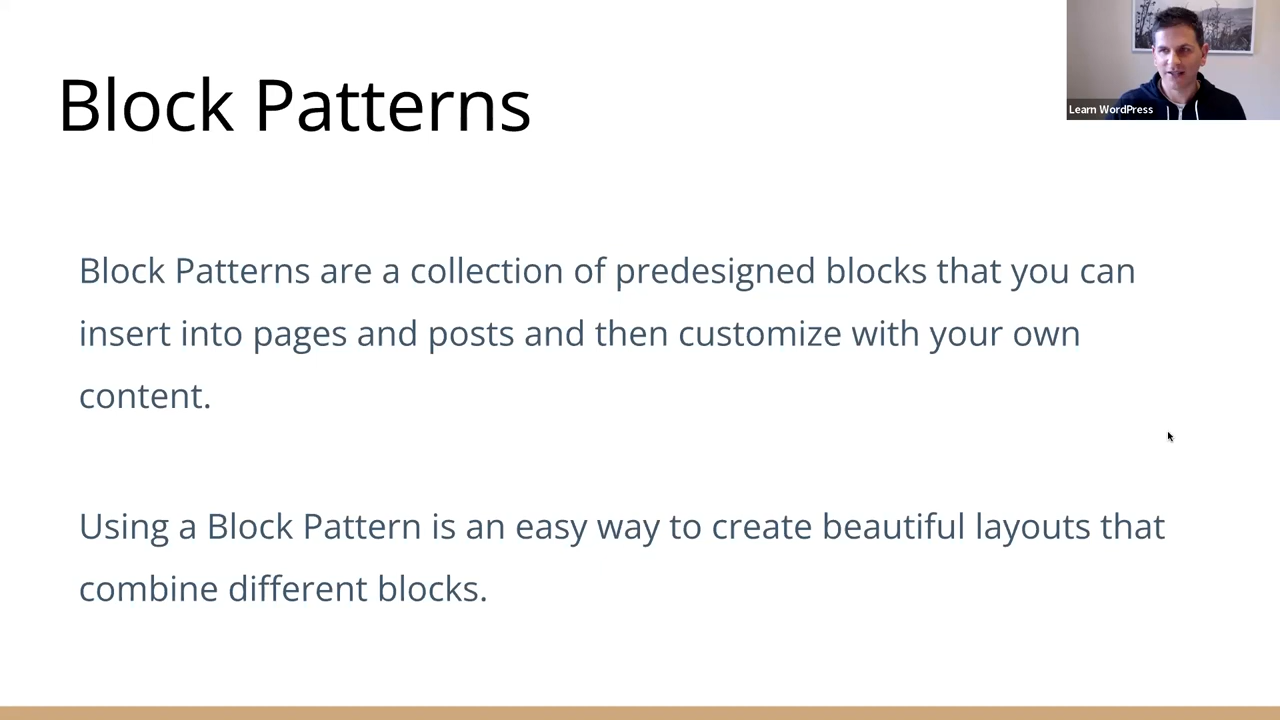 Block Patterns
Learn WordPress
Block Patterns are a collection of predesigned blocks that you can
insert into pages and posts and then customize with your own
content.
Using a Block Pattern is an easy way to create beautiful layouts that
combine different blocks.